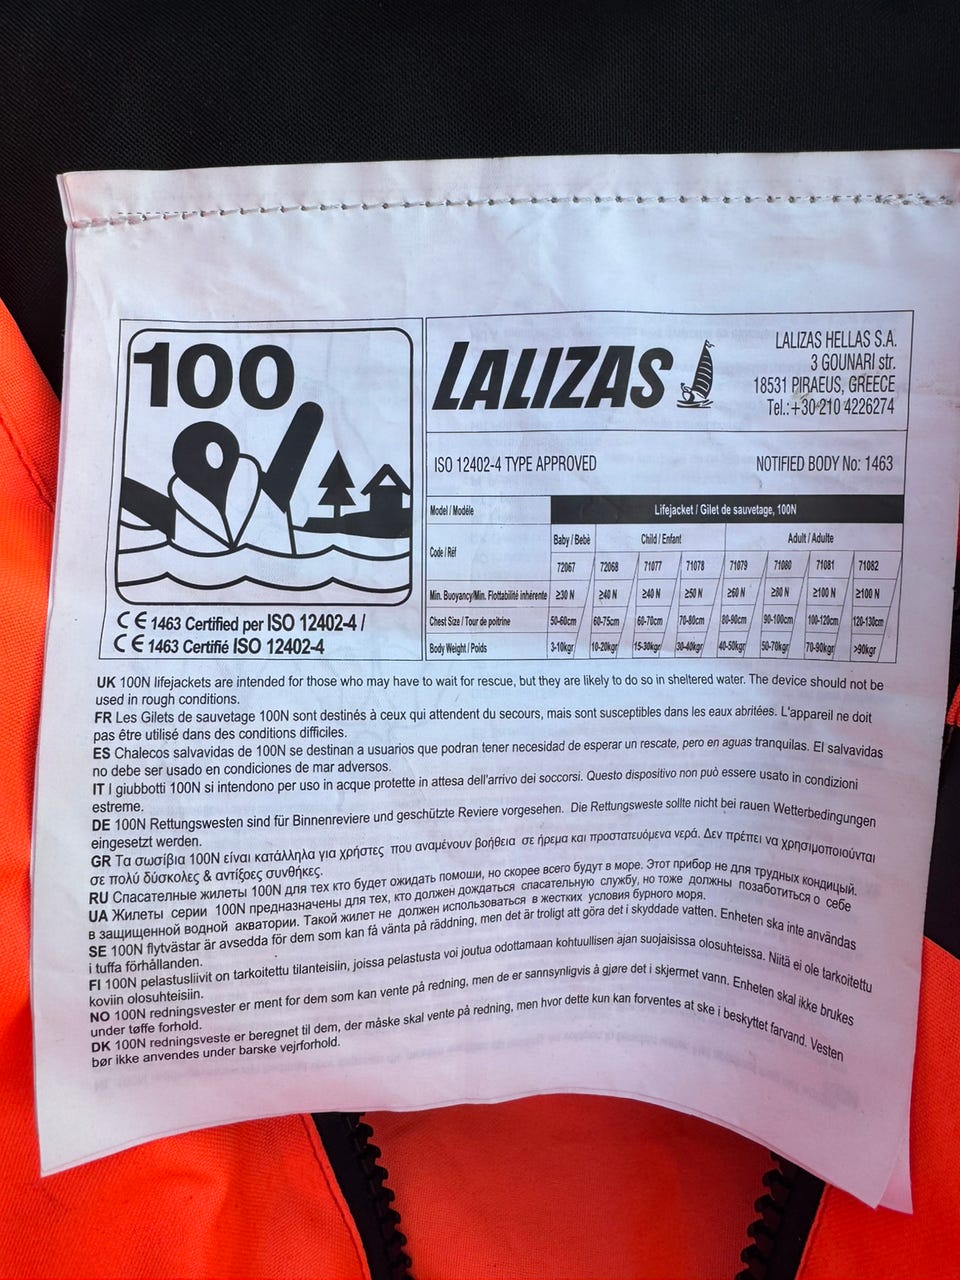 100
CE 1463 Certified per ISO 12402-4 /
CE 1463 Certifié ISO 12402-4
LALIZAS
LALIZAS HELLAS S.A.
3 GOUNARI str.
18531 PIRAEUS, GREECE
Tel.:+30 210 4226274
ISO 12402-4 TYPE APPROVED NOTIFIED BODY No: 1463
Model / Modéle Lifejacket / Gilet de sauvetage, 100N
Code / Réf Baby / Bebè Child / Enfant Adult / Adulte
72067 72068 71077 71078 71079 71080 71081 71082
Min. Buoyancy/Min. Flottabilité inhérente ≥30 N ≥40 N ≥40 N ≥50 N ≥60 N ≥80 N ≥100 N ≥100 N
Chest Size / Tour de poitrine 50-60cm 60-75cm 60-70cm 70-80cm 80-90cm 90-100cm 100-120cm 120-130cm
Body Weight / Poids 3-10kgr 10-20kgr 15-30kgr 30-40kgr 40-50kgr 50-70kgr 70-90kgr >90kgr
UK 100N lifejackets are intended for those who may have to wait for rescue, but they are likely to do so in sheltered water. The device should not be
used in rough conditions.
FR Les Gilets de sauvetage 100N sont destinés à ceux qui attendent du secours, mais sont susceptibles dans les eaux abritées. L'appareil ne doit
pas être utilisé dans des conditions difficiles.
ES Chalecos salvavidas de 100N se destinan a usuarios que podran tener necesidad de esperar un rescate, pero en aguas tranquilas. El salvavidas
no debe ser usado en condiciones de mar adversos.
IT I giubbotti 100N si intendono per uso in acque protette in attesa dell'arrivo dei soccorsi. Questo dispositivo non può essere usato in condizioni
estreme.
DE 100N Rettungswesten sind für Binnenreviere und geschützte Reviere vorgesehen. Die Rettungsweste sollte nicht bei rauen Wetterbedingungen
eingesetzt werden.
GR Τα σωσίβια 100N είναι κατάλληλα για χρήστες που αναμένουν βοήθεια σε ήρεμα και προστατευόμενα νερά. Δεν πρέπει να χρησιμοποιούνται
σε πολύ δύσκολες & αντίξοες συνθήκες.
RU Спасателные жилеты 100N для тех кто будет ожидать помоши, но скорее всего будут в море. Этот прибор не для трудных кондицый.
UA Жилеты серии 100N предназначены для тех, кто должен дождаться спасательную службу, но тоже должны позаботиться о себе
в защищенной водной акватории. Такой жилет не должен использоваться в жестких условия бурного моря.
SE 100N flytvästar är avsedda för dem som kan få vänta på räddning, men det är troligt att göra det i skyddade vatten. Enheten ska inte användas
i tuffa förhållanden.
FI 100N pelastusliivit on tarkoitettu tilanteisiin, joissa pelastusta voi joutua odottamaan kohtuullisen ajan suojaisissa olosuhteissa. Niitä ei ole tarkoitettu
koviin olosuhteisiin.
NO 100N redningsvester er ment for dem som kan vente på redning, men de er sannsynligvis å gjøre det i skjermet vann. Enheten skal ikke brukes
under tøffe forhold.
DK 100N redningsveste er beregnet til dem, der måske skal vente på redning, men hvor dette kun kan forventes at ske i beskyttet farvand. Vesten
bør ikke anvendes under barske vejrforhold.